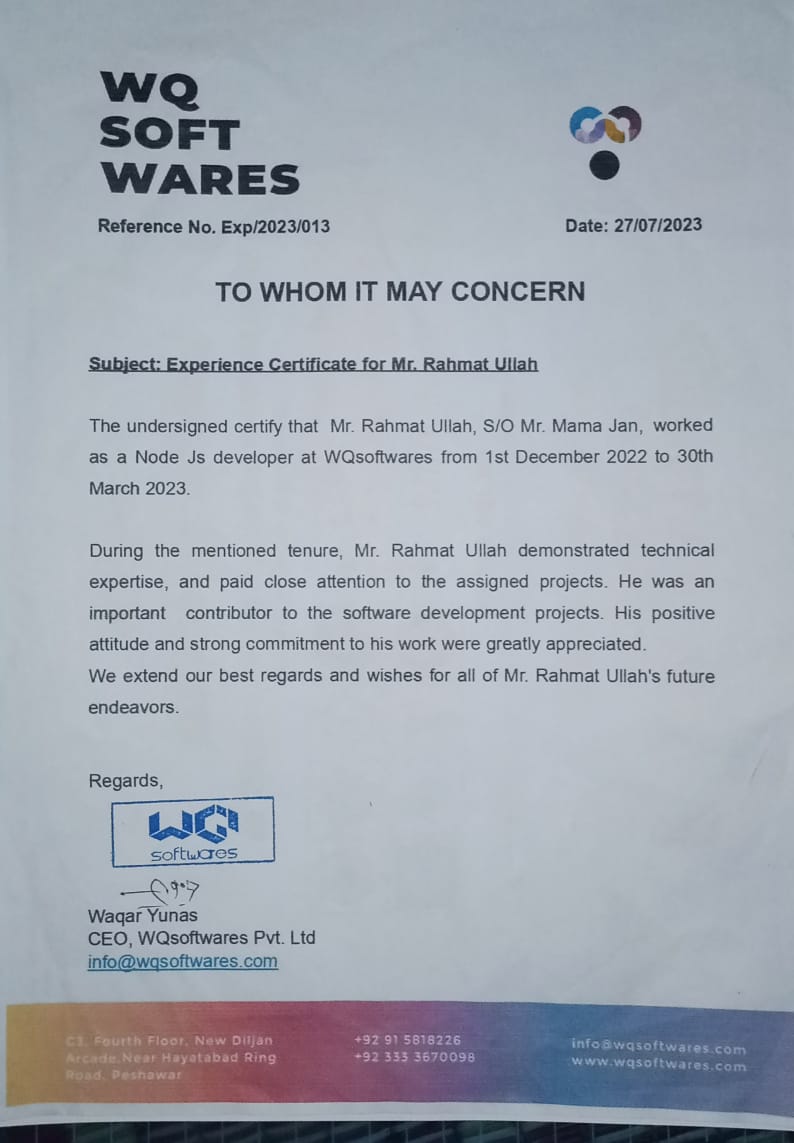 WQ
SOFT
WARES
Reference No. Exp/2023/013
Date: 27/07/2023
TO WHOM IT MAY CONCERN
Subject: Experience Certificate for Mr. Rahmat Ullah
The undersigned certify that Mr. Rahmat Ullah, S/O Mr. Mama Jan, worked
as a Node Js developer at WQsoftwares from 1st December 2022 to 30th
March 2023.
During the mentioned tenure, Mr. Rahmat Ullah demonstrated technical
expertise, and paid close attention to the assigned projects. He was an
important contributor to the software development projects. His positive
attitude and strong commitment to his work were greatly appreciated.
We extend our best regards and wishes for all of Mr. Rahmat Ullah's future
endeavors.
Regards,
WQ
softwares
Waqar Yunas
CEO, WQsoftwares Pvt. Ltd
info@wqsoftwares.com
C3, Fourth Floor, New Diljan
Arcade,Near Hayatabad Ring
Road, Peshawar
+92 91 5818226
+92 333 3670098
info@wqsoftwares.com
www.wqsoftwares.com